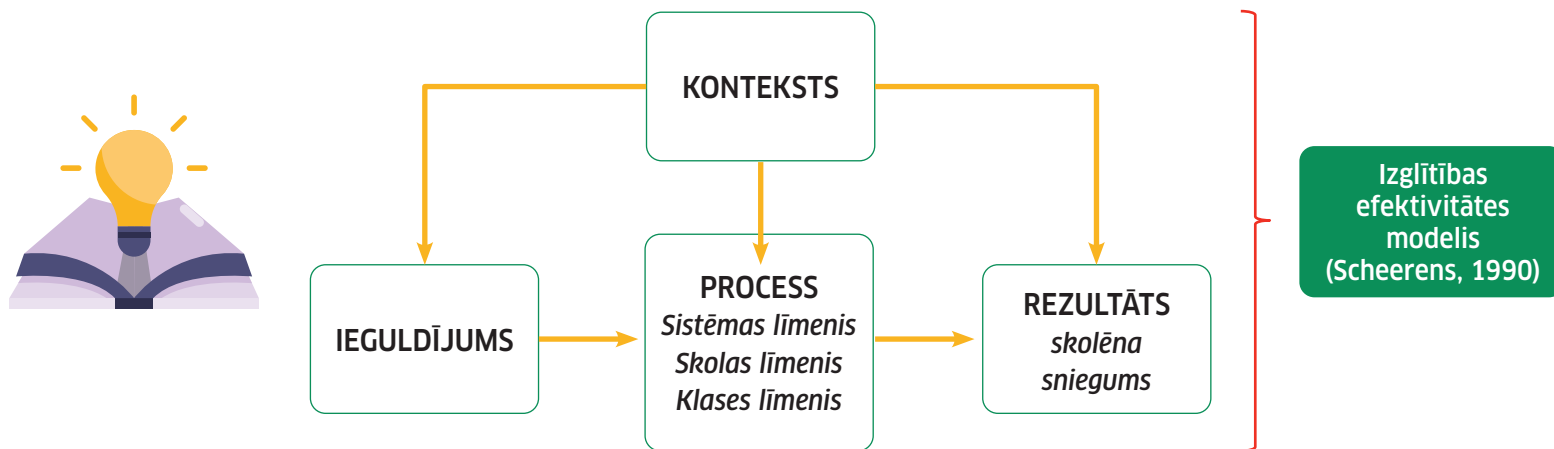 KONTEKSTS
IEGULDĪJUMS
PROCESS
Sistēmas līmenis
Skolas līmenis
Klases līmenis
REZULTĀTS
skolēna
sniegums
Izglītības
efektivitātes
modelis
(Scheerens, 1990)